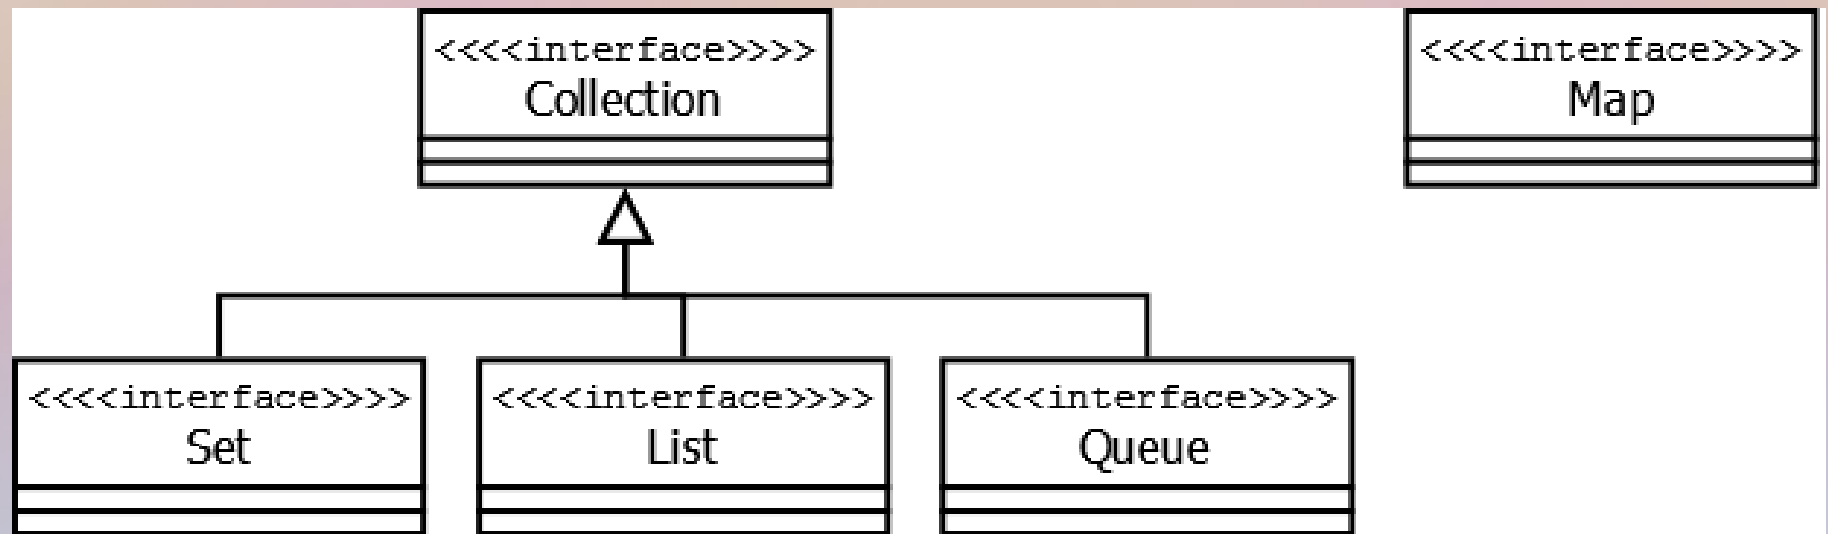 <<<<interface>>>>
Collection
<<<<interface>>>>
Map
<<<<interface>>>>
Set
<<<<interface>>>>
List
<<<<interface>>>>
Queue